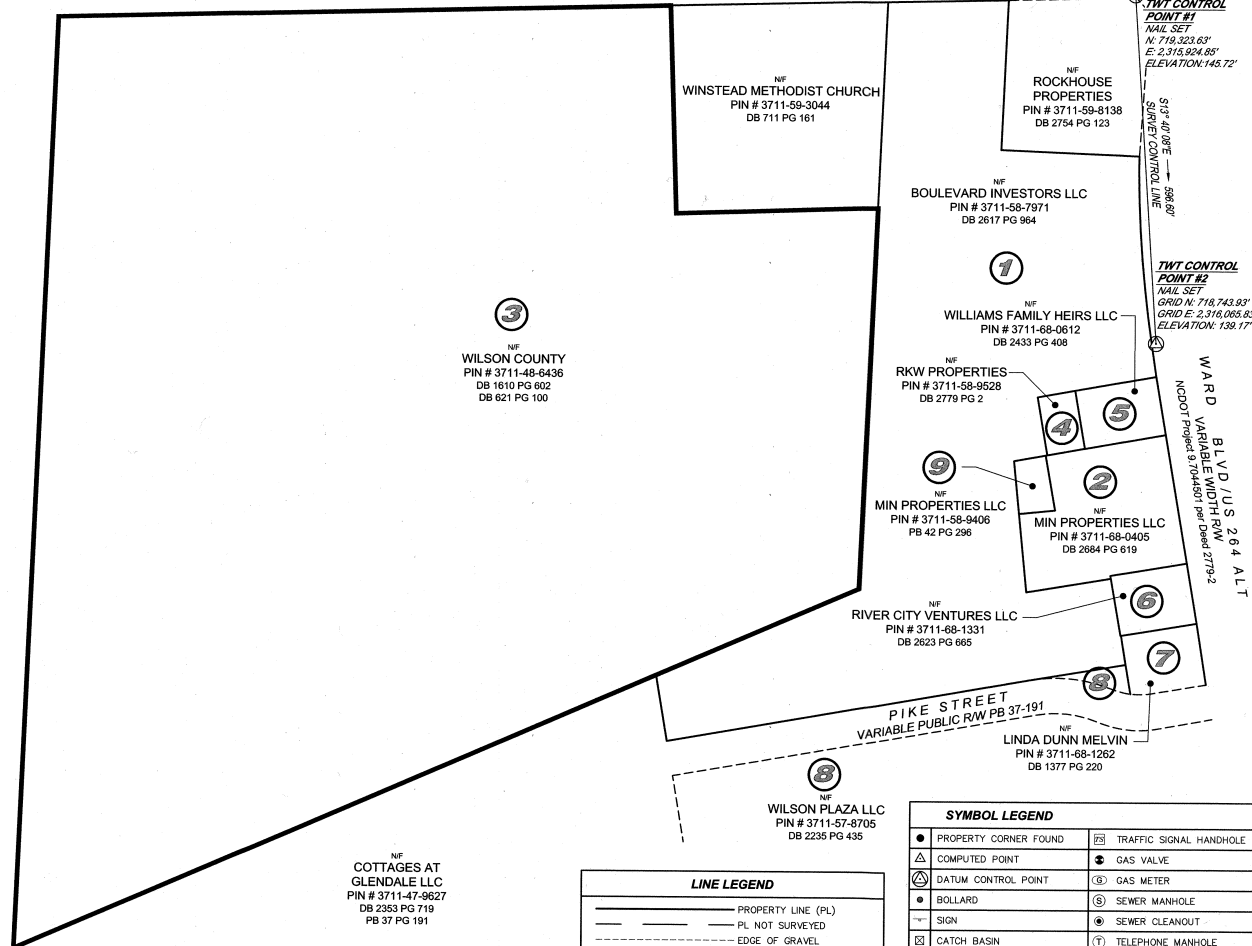 TWT CONTROL
POINT #1
NAIL SET
N: 719,323.63'
E: 2,315,924.85'
ELEVATION:145.72'
N/F
WINSTEAD METHODIST CHURCH
PIN # 3711-59-3044
DB 711 PG 161
N/F
ROCKHOUSE
PROPERTIES
PIN # 3711-59-8138
DB 2754 PG 123
S13° 40' 08"E 596.60'
SURVEY CONTROL LINE
N/F
BOULEVARD INVESTORS LLC
PIN # 3711-58-7971
DB 2617 PG 964
1
TWT CONTROL
POINT #2
NAIL SET
GRID N: 718,743.93'
GRID E: 2,316,065.83
ELEVATION: 139.17'
3
N/F
WILSON COUNTY
PIN # 3711-48-6436
DB 1610 PG 602
DB 621 PG 100
N/F
WILLIAMS FAMILY HEIRS LLC
PIN # 3711-68-0612
DB 2433 PG 408
N/F
RKW PROPERTIES
PIN # 3711-58-9528
DB 2779 PG 2
4
5
WARD BLVD/US 264 ALT
VARIABLE WIDTH R/W
NCDOT Project 9.7044501 per Deed 2779-2
9
N/F
MIN PROPERTIES LLC
PIN # 3711-58-9406
PB 42 PG 296
2
N/F
MIN PROPERTIES LLC
PIN # 3711-68-0405
DB 2684 PG 619
N/F
RIVER CITY VENTURES LLC
PIN # 3711-68-1331
DB 2623 PG 665
6
7
8
PIKE STREET
VARIABLE PUBLIC R/W PB 37-191
N/F
LINDA DUNN MELVIN
PIN # 3711-68-1262
DB 1377 PG 220
8
N/F
WILSON PLAZA LLC
PIN # 3711-57-8705
DB 2235 PG 435
N/F
COTTAGES AT
GLENDALE LLC
PIN # 3711-47-9627
DB 2353 PG 719
PB 37 PG 191
LINE LEGEND
PROPERTY LINE (PL)
PL NOT SURVEYED
EDGE OF GRAVEL
SYMBOL LEGEND
PROPERTY CORNER FOUND
TS TRAFFIC SIGNAL HANDHOLE
COMPUTED POINT
GAS VALVE
DATUM CONTROL POINT
G GAS METER
BOLLARD
S SEWER MANHOLE
SIGN
SEWER CLEANOUT
CATCH BASIN
T TELEPHONE MANHOLE